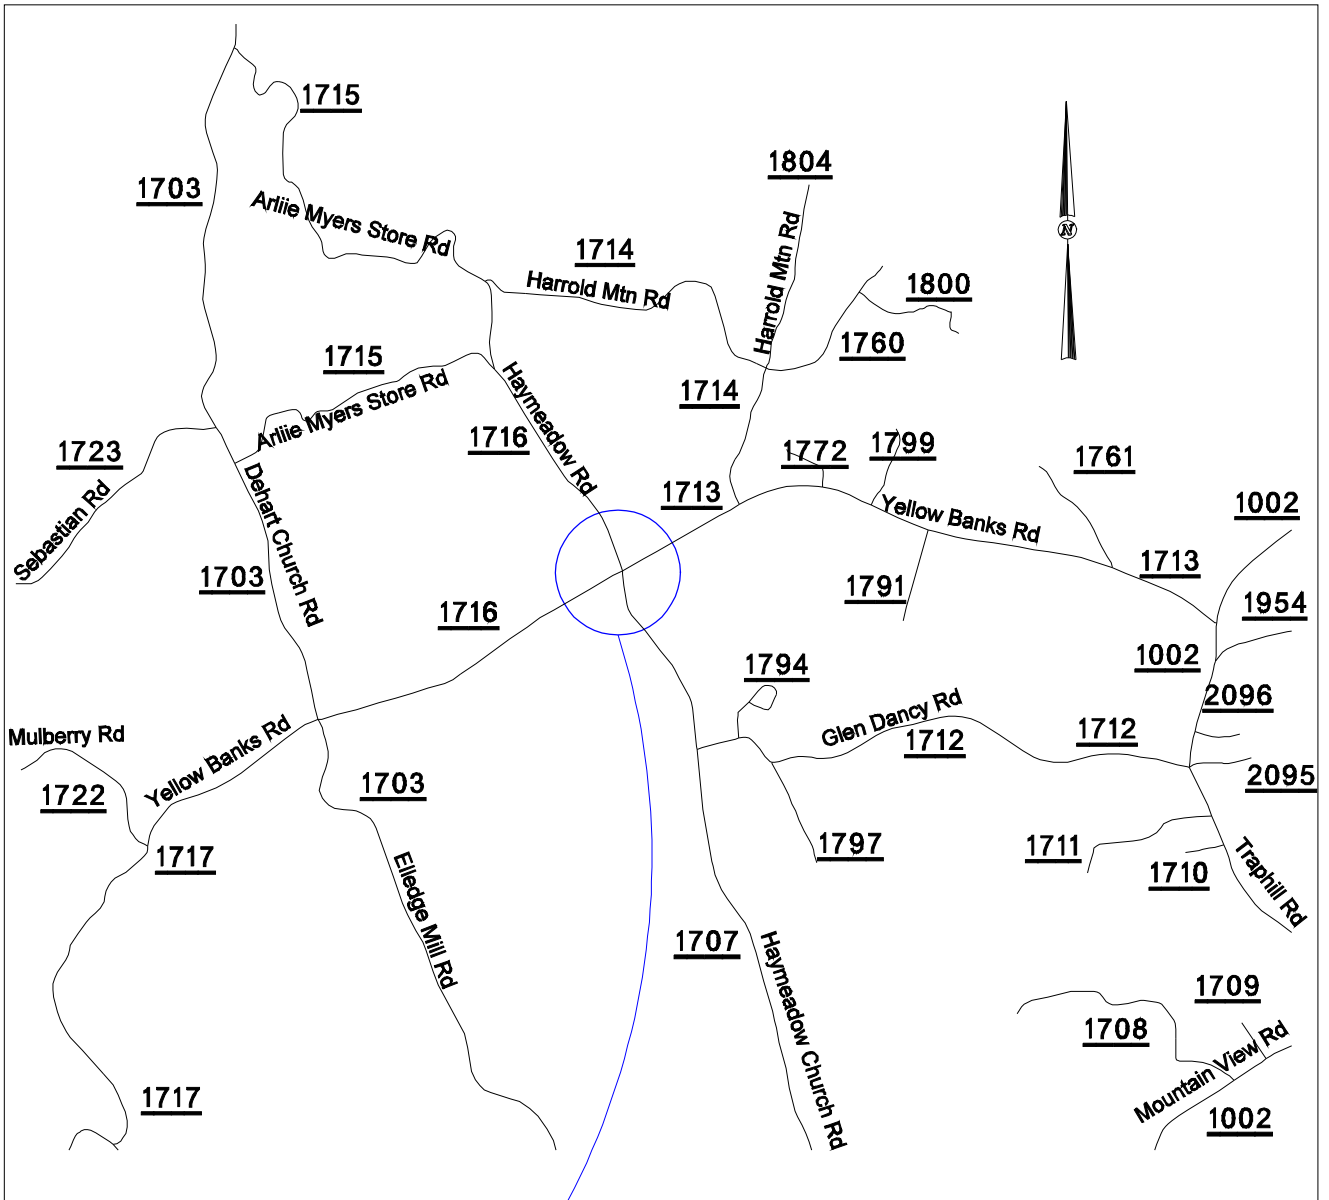 1715
1804
1703
Arliie Myers Store Rd
Harrold Mtn Rd
N
1714
Harrold Mtn Rd
1800
1760
1715
Arliie Myers Store Rd
Haymeadow Rd
1714
1716
1723
1772
1799
1761
Sebastian Rd
Dehart Church Rd
1713
Yellow Banks Rd
1002
1713
1703
1791
1716
1954
1002
1794
2096
Mulberry Rd
Yellow Banks Rd
Glen Dancy Rd
1712
1712
2095
1722
1703
1717
1797
1711
1710
Traphill Rd
Elledge Mill Rd
1707
Haymeadow Church Rd
1709
1708
Mountain View Rd
1717
1002